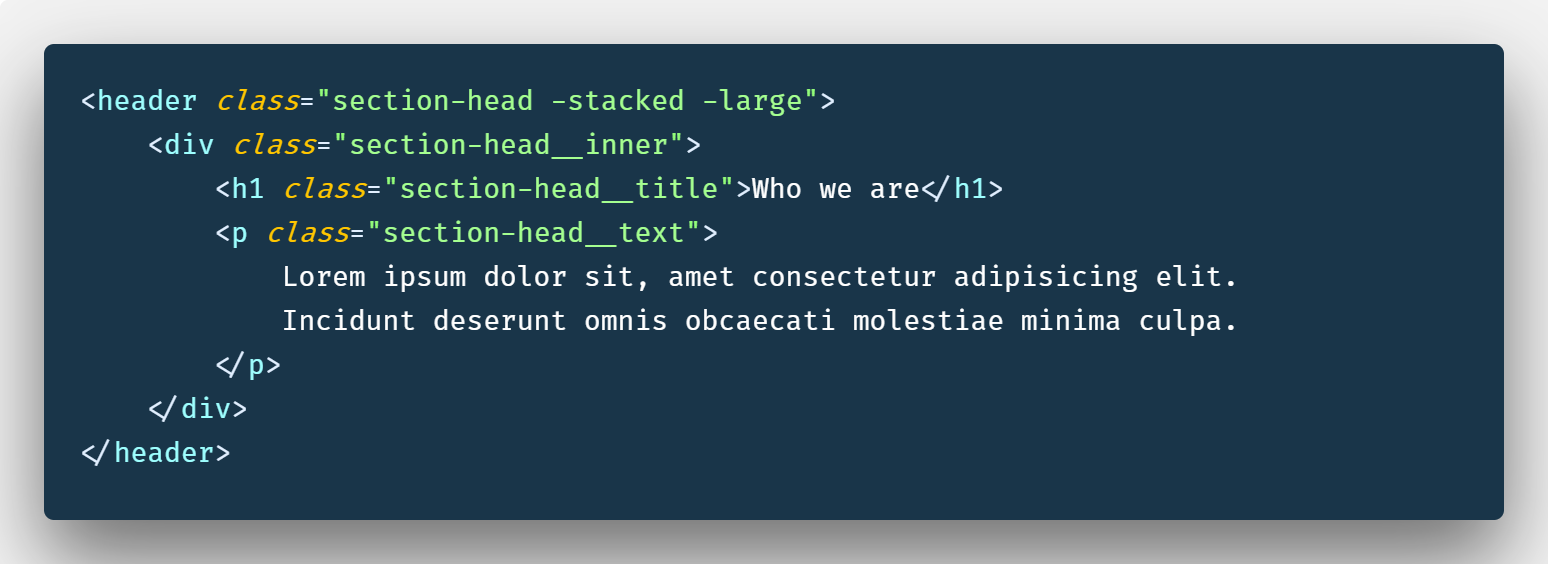 <header class="section-head -stacked -large">
    <div class="section-head__inner">
        <h1 class="section-head__title">Who we are</h1>
        <p class="section-head__text">
            Lorem ipsum dolor sit, amet consectetur adipisicing elit.
            Incidunt deserunt omnis obcaecati molestiae minima culpa.
        </p>
    </div>
</header>